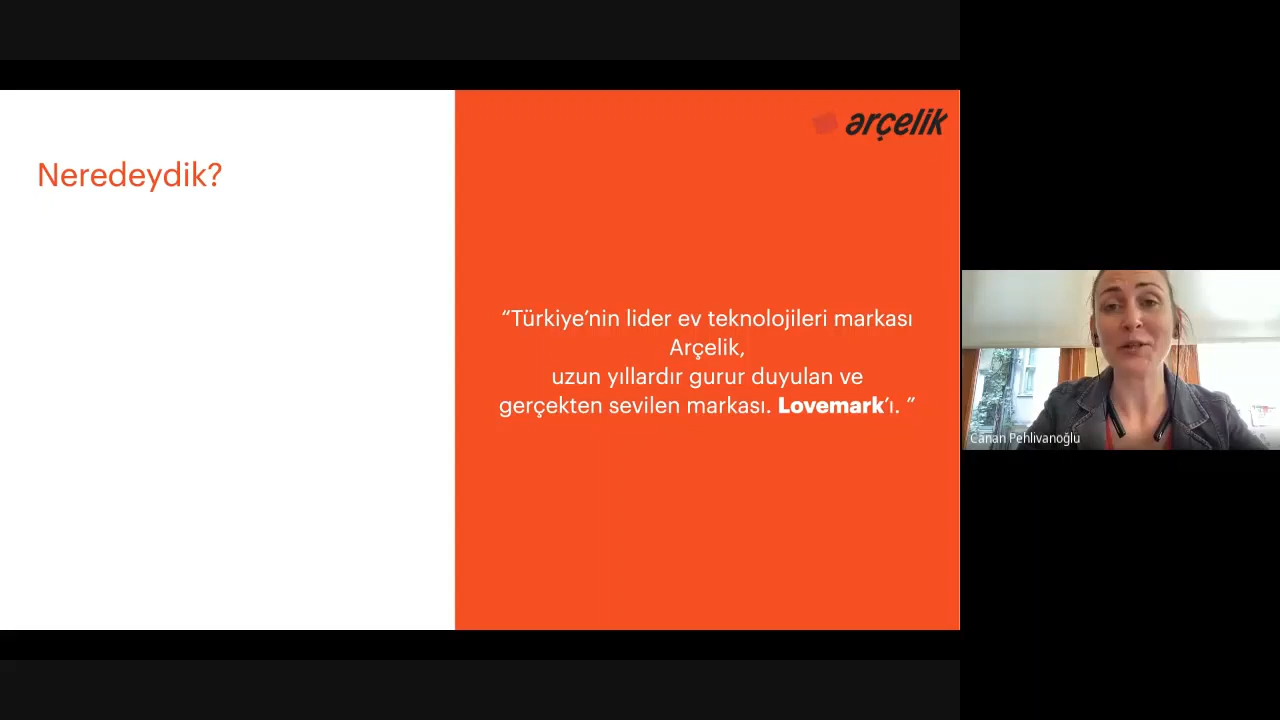 Neredeydik?
arçelik
“Türkiye’nin lider ev teknolojileri markası
Arçelik,
uzun yıllardır gurur duyulan ve
gerçekten sevilen markası. Lovemark’ı. ”
Canan Pehlivanoğlu